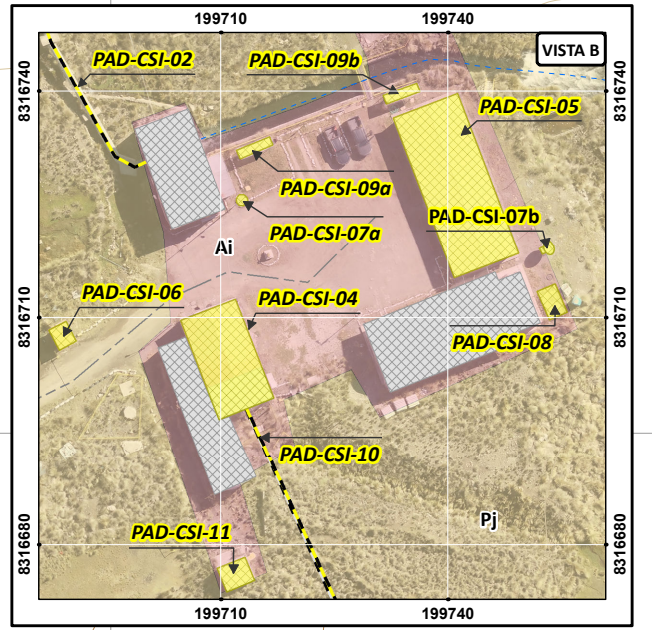 199710
199740
VISTA B
PAD-CSI-02
PAD-CSI-09b
8316740
8316740
PAD-CSI-05
PAD-CSI-09a
PAD-CSI-07b
PAD-CSI-07a
Ai
PAD-CSI-06
PAD-CSI-04
8316710
8316710
PAD-CSI-08
PAD-CSI-10
Pj
PAD-CSI-11
8316680
8316680
199710
199740